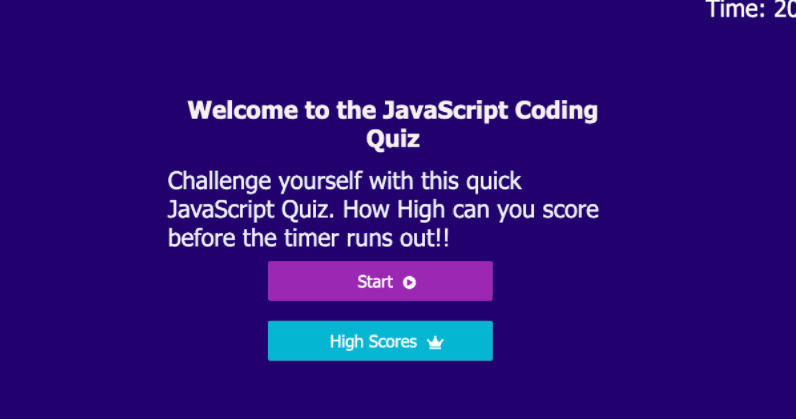 Time: 20
Welcome to the JavaScript Coding
Quiz
Challenge yourself with this quick
JavaScript Quiz. How High can you score
before the timer runs out!!
Start
High Scores